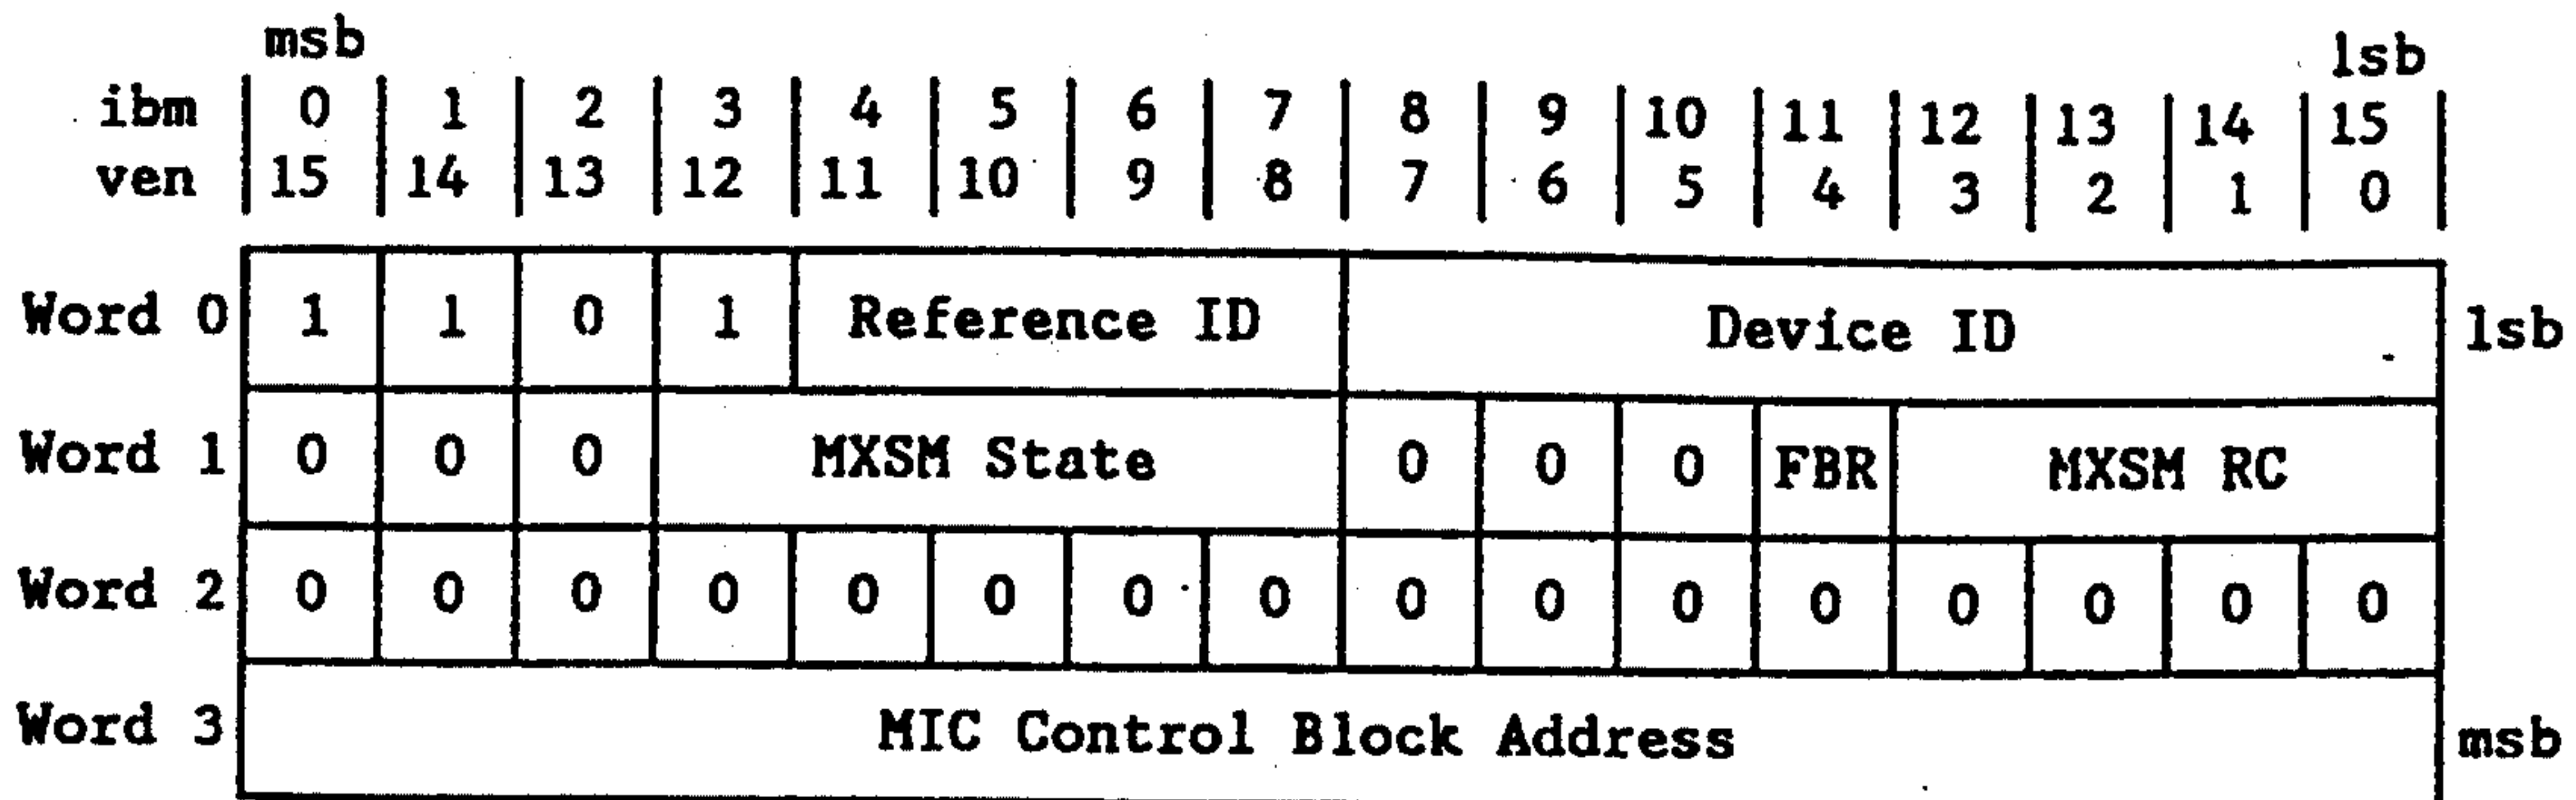 msb lsb
ibm 0 1 2 3 4 5 6 7 8 9 10 11 12 13 14 15
ven 15 14 13 12 11 10 9 8 7 6 5 4 3 2 1 0
Word 0 1 1 0 1 Reference ID Device ID lsb
Word 1 0 0 0 MXSM State 0 0 0 FBR MXSM RC
Word 2 0 0 0 0 0 0 0 0 0 0 0 0 0 0 0 0
Word 3 MIC Control Block Address msb